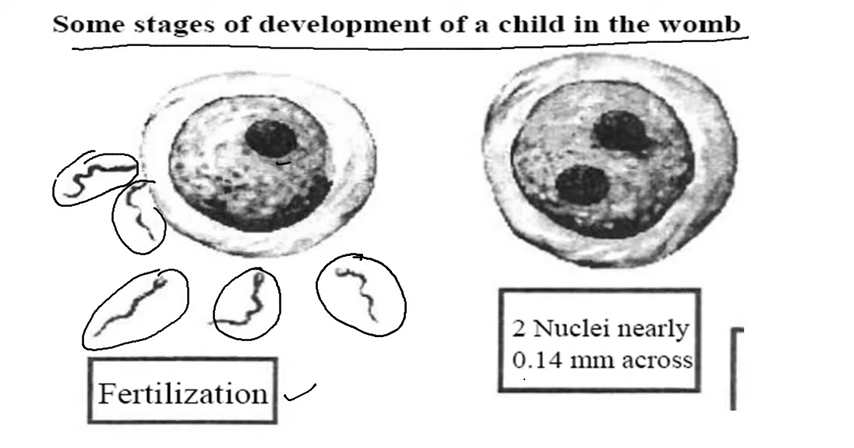 Some stages of development of a child in the womb
2 Nuclei nearly
0.14 mm across
Fertilization